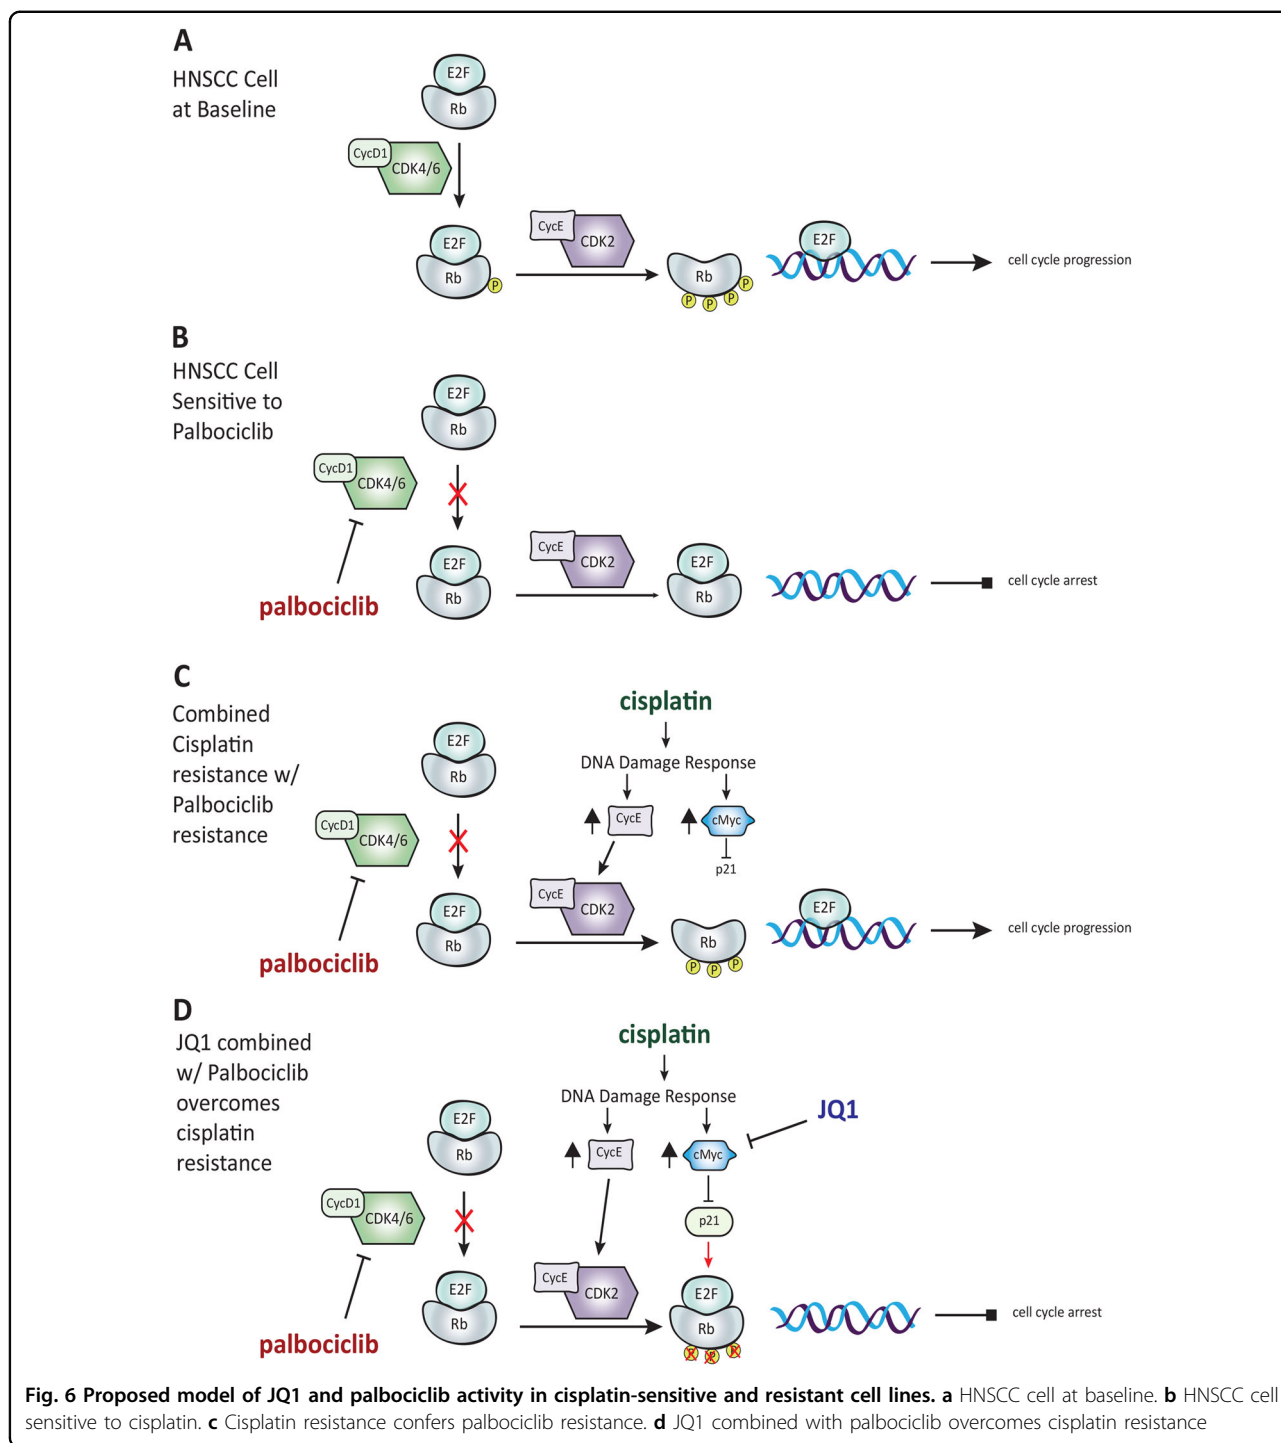 A
HNSCC Cell
at Baseline
E2F
Rb
CycD1
CDK4/6
E2F
Rb
P
CycE
CDK2
Rb
P
P
P
P
E2F
cell cycle progression
B
HNSCC Cell
Sensitive to
Palbociclib
E2F
Rb
CycD1
CDK4/6
palbociclib
E2F
Rb
CycE
CDK2
E2F
Rb
cell cycle arrest
C
Combined
Cisplatin
resistance w/
Palbociclib
resistance
E2F
Rb
CycD1
CDK4/6
palbociclib
E2F
Rb
cisplatin
DNA Damage Response
CycE
cMyc
p21
CycE
CDK2
Rb
P
P
P
E2F
cell cycle progression
D
JQ1 combined
w/ Palbociclib
overcomes
cisplatin
resistance
E2F
Rb
CycD1
CDK4/6
palbociclib
E2F
Rb
cisplatin
DNA Damage Response
JQ1
CycE
cMyc
p21
CycE
CDK2
E2F
Rb
P
P
P
cell cycle arrest
Fig. 6 Proposed model of JQ1 and palbociclib activity in cisplatin-sensitive and resistant cell lines. a HNSCC cell at baseline. b HNSCC cell
sensitive to cisplatin. c Cisplatin resistance confers palbociclib resistance. d JQ1 combined with palbociclib overcomes cisplatin resistance